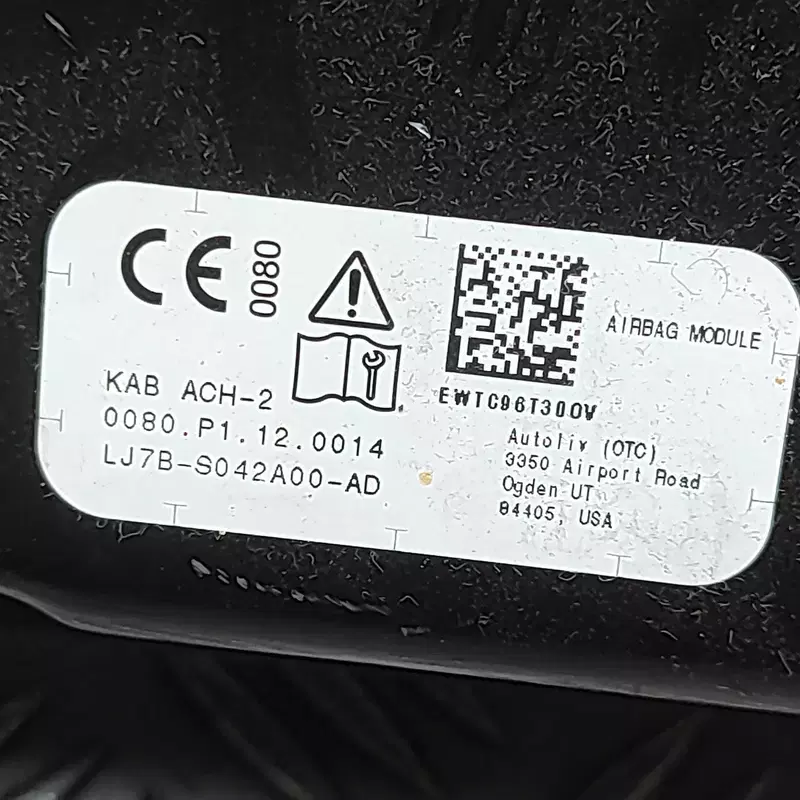 CE 0080
KAB ACH-2
0080.P1.12.0014
LJ7B-S042A00-AD
EWTC96T300V
AIRBAG MODULE
Autoliv (OTC)
3350 Airport Road
Ogden UT
84405, USA